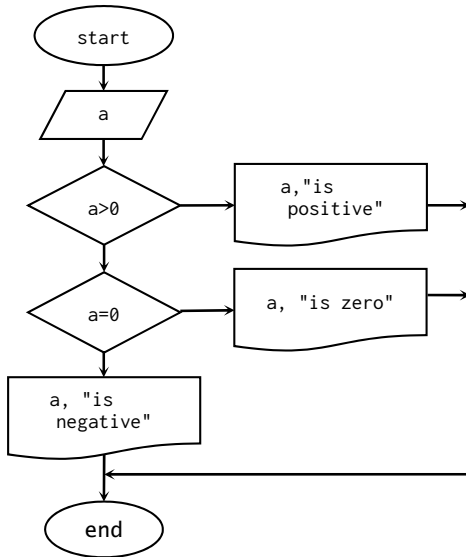 start
a
a>0
a,"is
positive"
a=0
a, "is zero"
a, "is
negative"
end